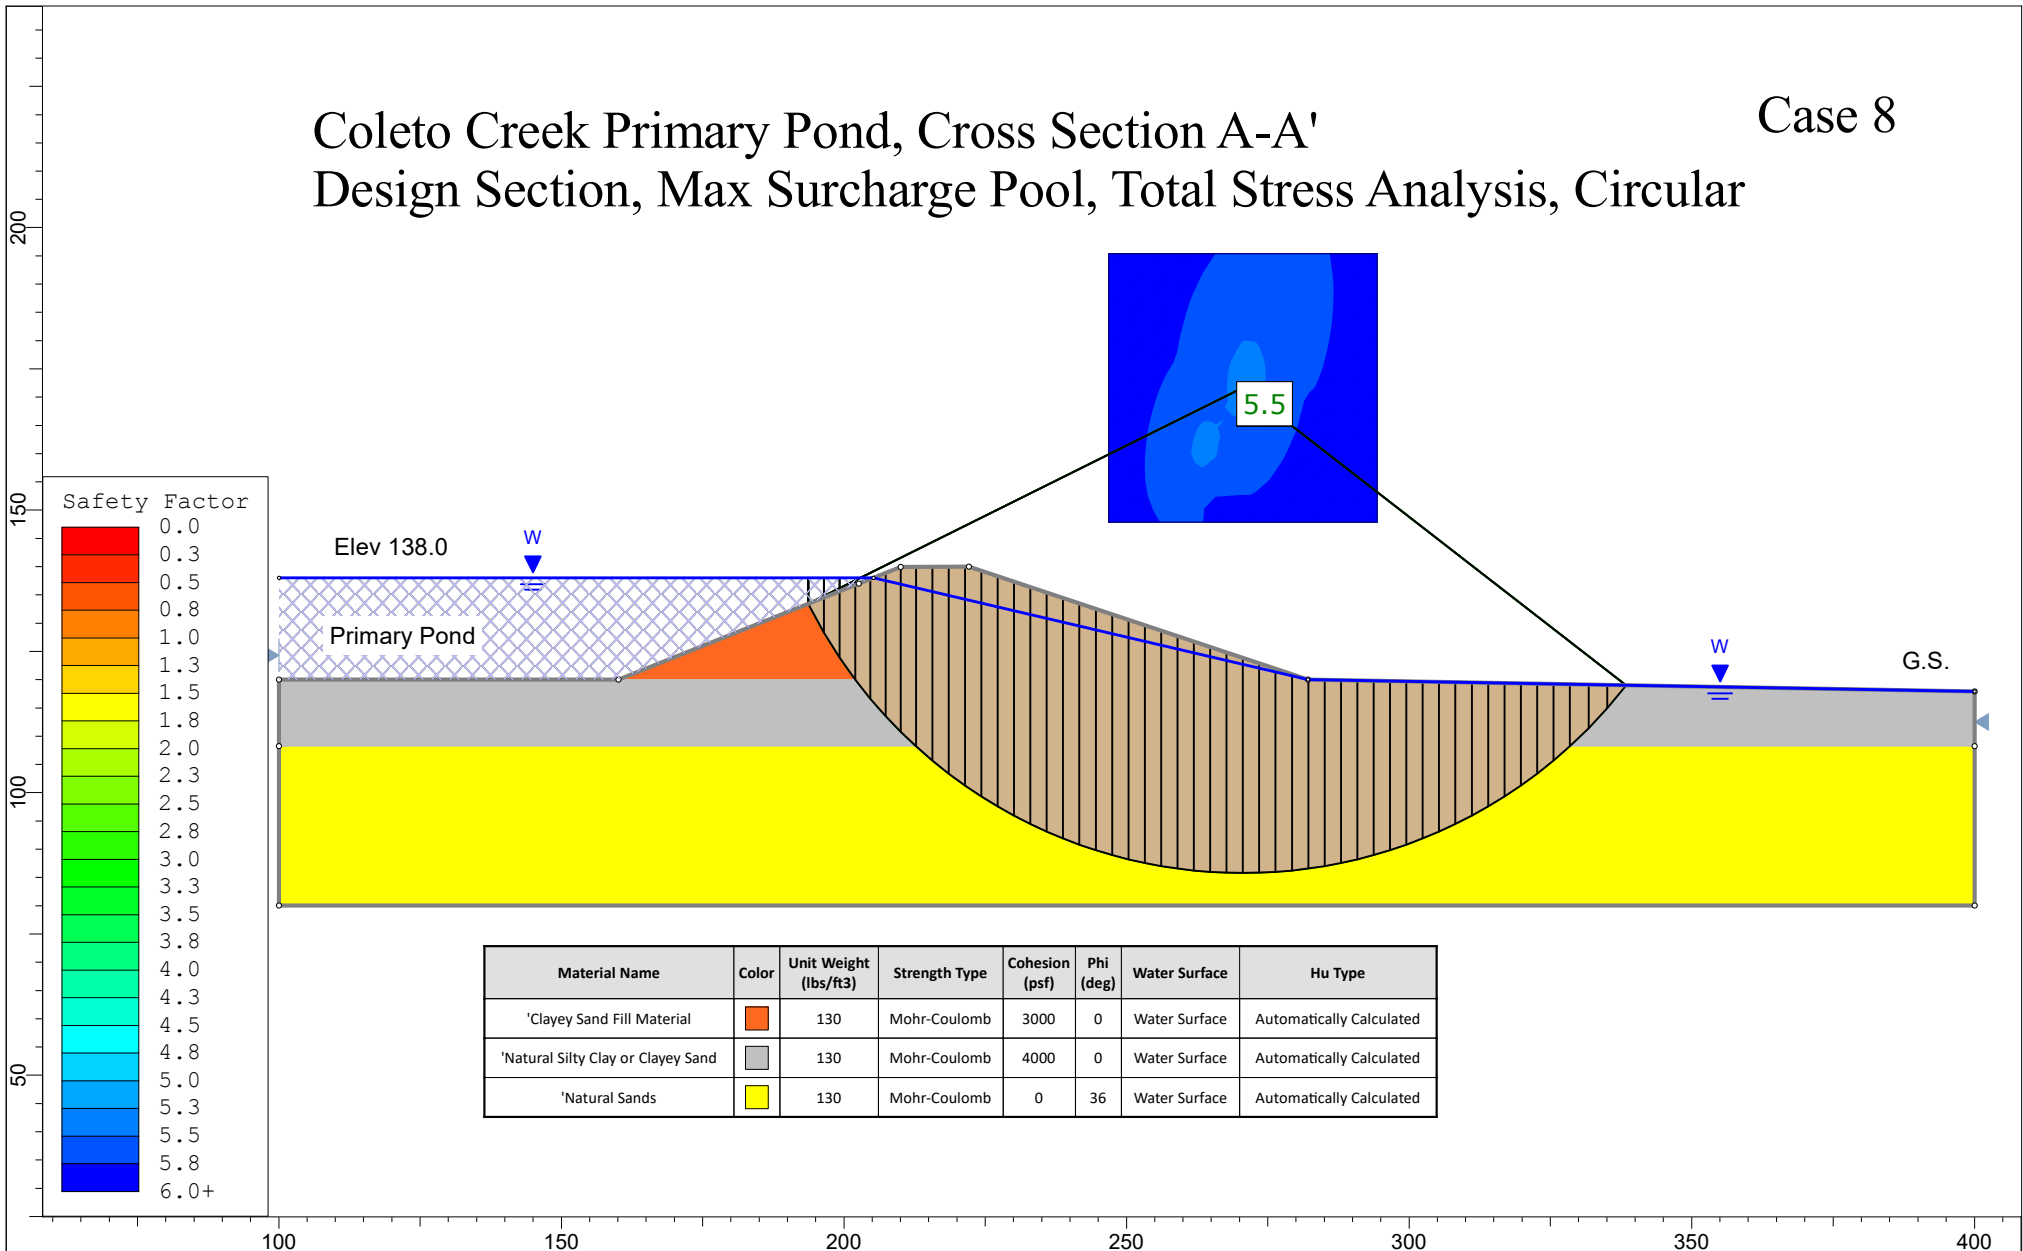 Coleto Creek Primary Pond, Cross Section A-A'
Case 8
Design Section, Max Surcharge Pool, Total Stress Analysis, Circular
200
150
100
50
5.5
Safety Factor
0.0
0.3
0.5
0.8
1.0
1.3
1.5
1.8
2.0
2.3
2.5
2.8
3.0
3.3
3.5
3.8
4.0
4.3
4.5
4.8
5.0
5.3
5.5
5.8
6.0+
Elev 138.0
W
Primary Pond
W
G.S.
Material Name Color Unit Weight (lbs/ft3) Strength Type Cohesion (psf) Phi (deg) Water Surface Hu Type
'Clayey Sand Fill Material 130 Mohr-Coulomb 3000 0 Water Surface Automatically Calculated
'Natural Silty Clay or Clayey Sand 130 Mohr-Coulomb 4000 0 Water Surface Automatically Calculated
'Natural Sands 130 Mohr-Coulomb 0 36 Water Surface Automatically Calculated
100 150 200 250 300 350 400